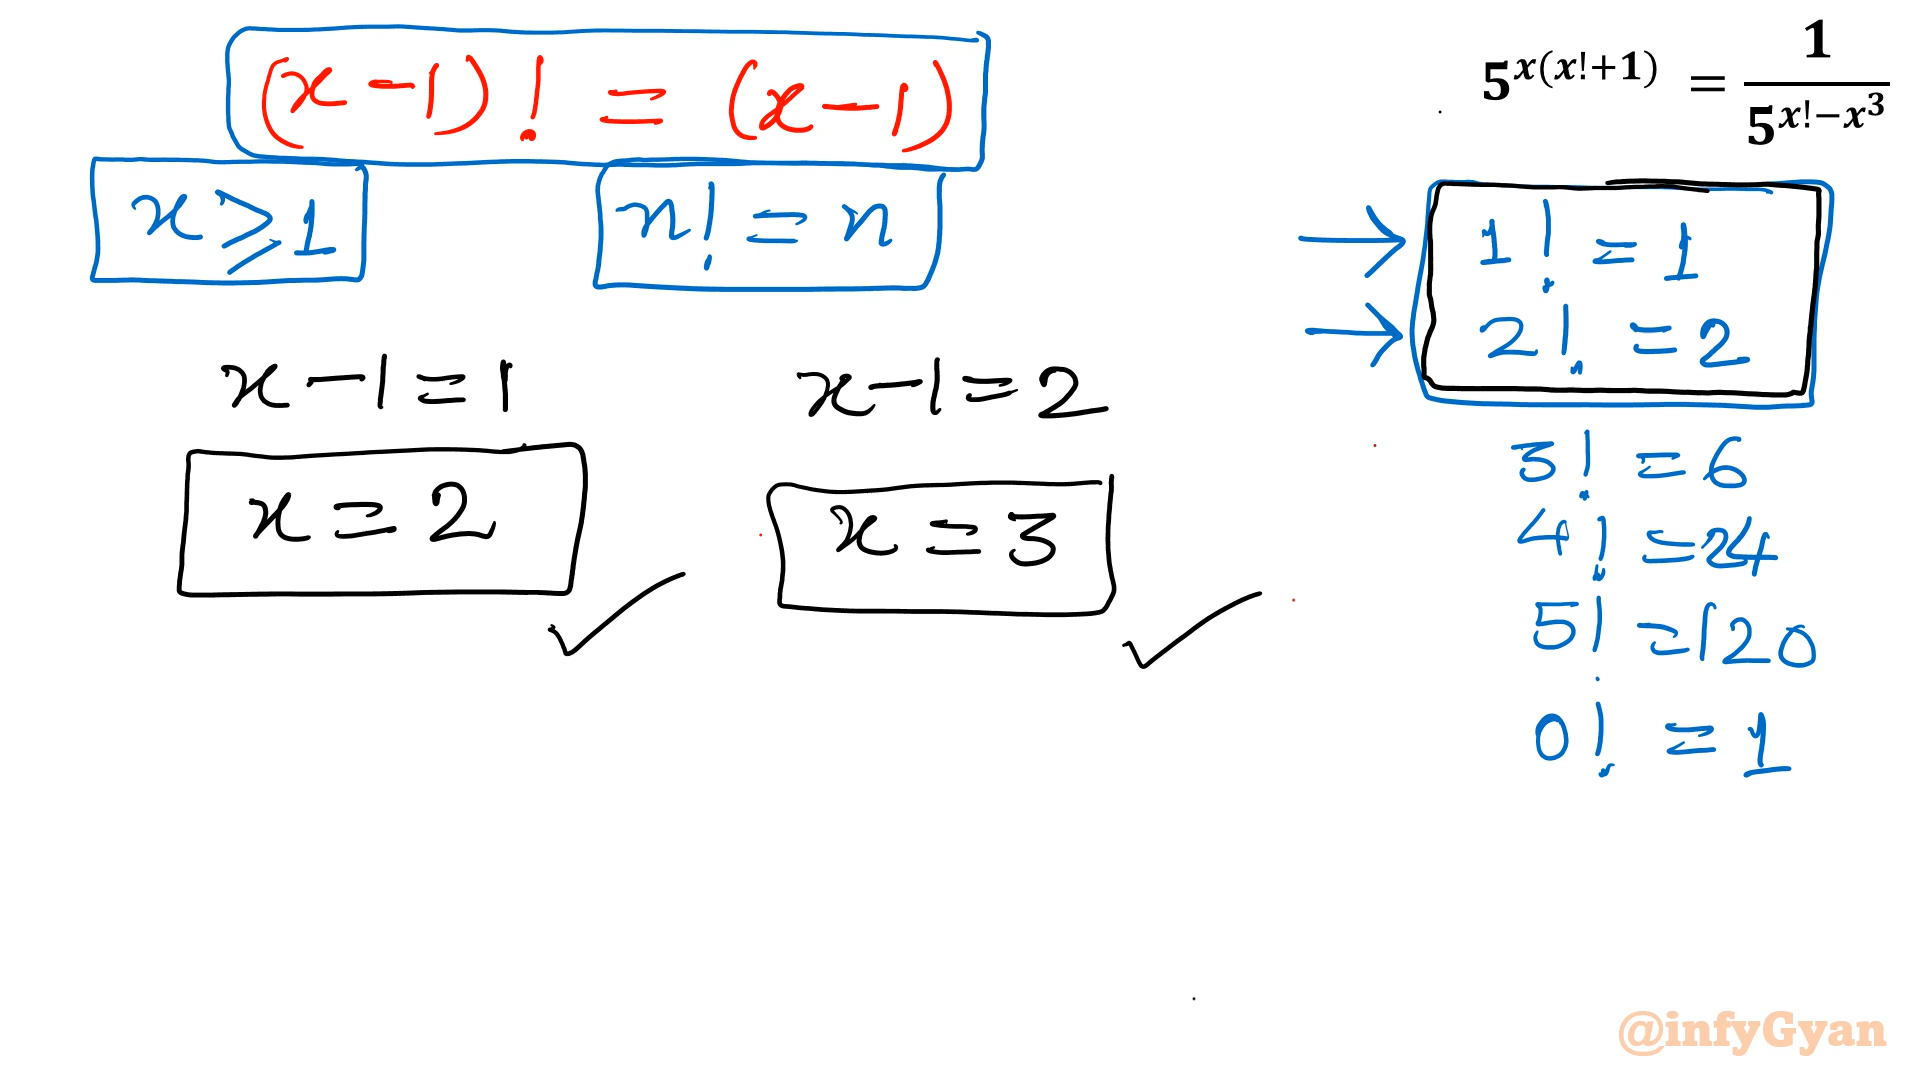 (x-1)! = (x-1)
x ⩾ 1
n! = n
x-1=1
x-1=2
x=2
x=3
5^{x(x!+1)} = \frac{1}{5^{x!-x^3}}
1! = 1
2! = 2
3! = 6
4! = 24
5! = 120
0! = 1
@infyGyan